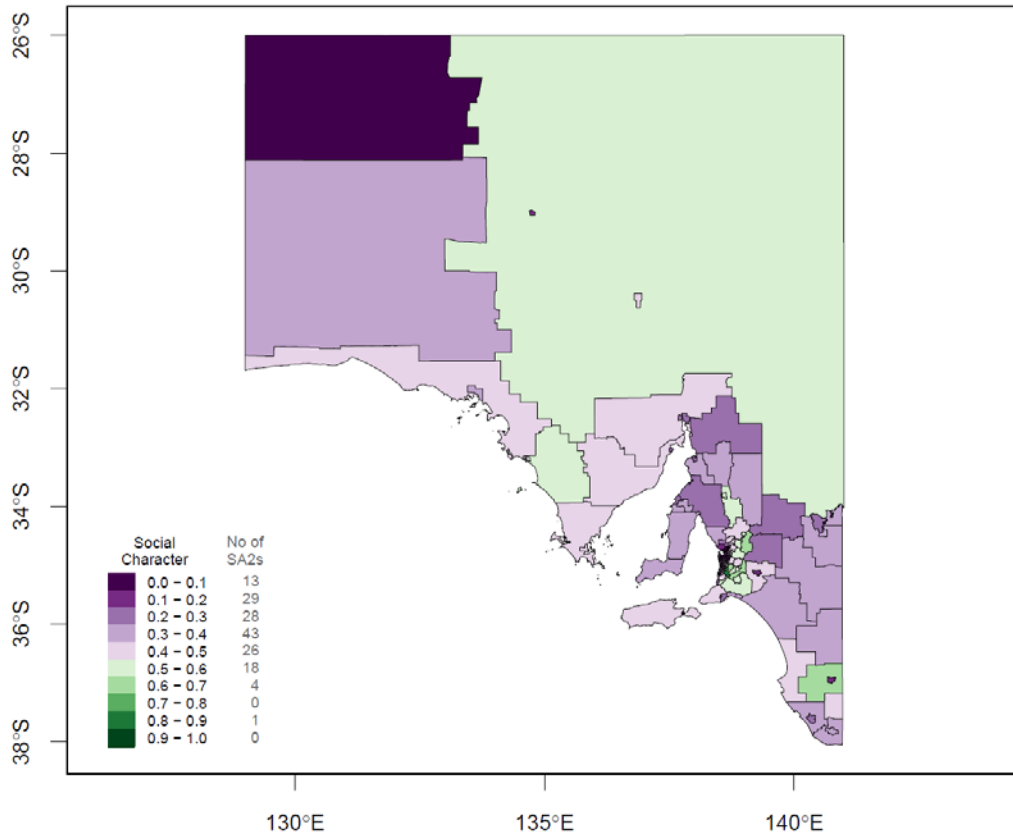 26°S
28°S
30°S
32°S
34°S
36°S
38°S
Social Character No of SA2s
0.0 – 0.1 13
0.1 – 0.2 29
0.2 – 0.3 28
0.3 – 0.4 43
0.4 – 0.5 26
0.5 – 0.6 18
0.6 – 0.7 4
0.7 – 0.8 0
0.8 – 0.9 1
0.9 – 1.0 0
130°E 135°E 140°E